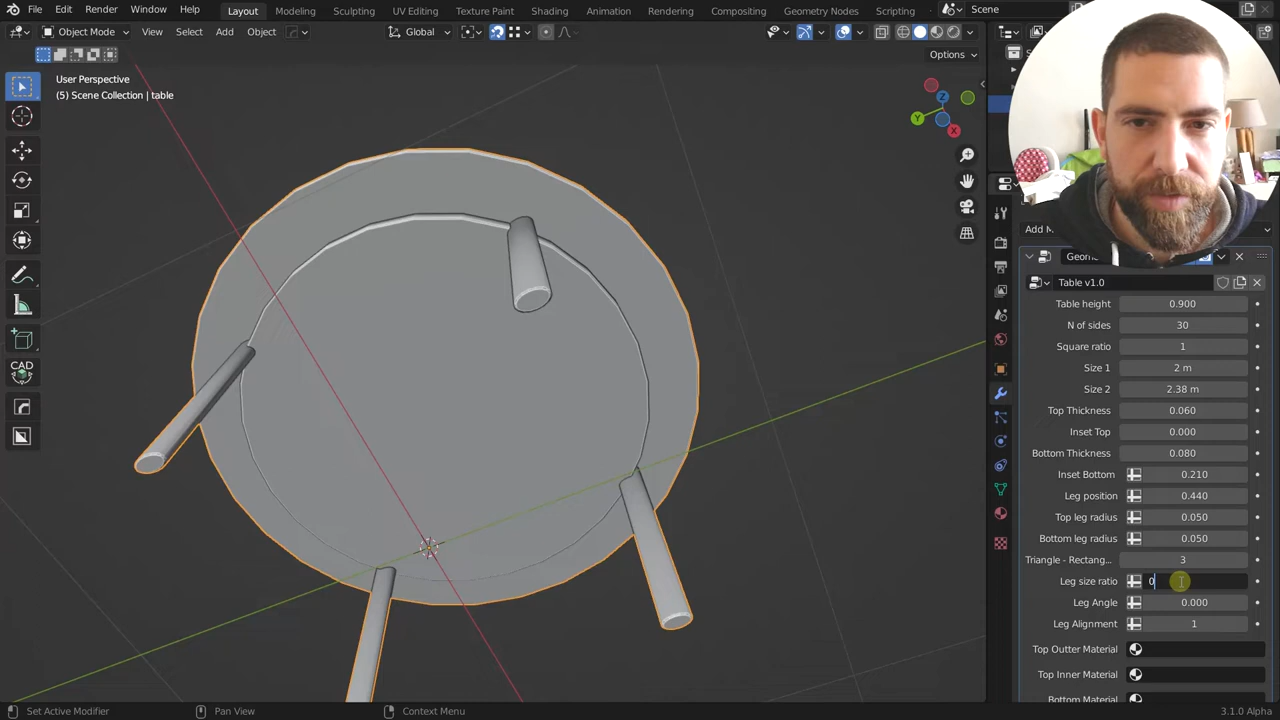 File Edit Render Window Help Layout Modeling Sculpting UV Editing Texture Paint Shading Animation Rendering Compositing Geometry Nodes Scripting Scene
Object Mode View Select Add Object Global
Options
User Perspective
(5) Scene Collection | table
Z
Y
X
CAD
Add M
Geom
Table v1.0
Table height 0.900
N of sides 30
Square ratio 1
Size 1 2 m
Size 2 2.38 m
Top Thickness 0.060
Inset Top 0.000
Bottom Thickness 0.080
Inset Bottom 0.210
Leg position 0.440
Top leg radius 0.050
Bottom leg radius 0.050
Triangle - Rectang... 3
Leg size ratio 0
Leg Angle 0.000
Leg Alignment 1
Top Outter Material
Top Inner Material
Bottom Material
Set Active Modifier Pan View Context Menu 3.1.0 Alpha